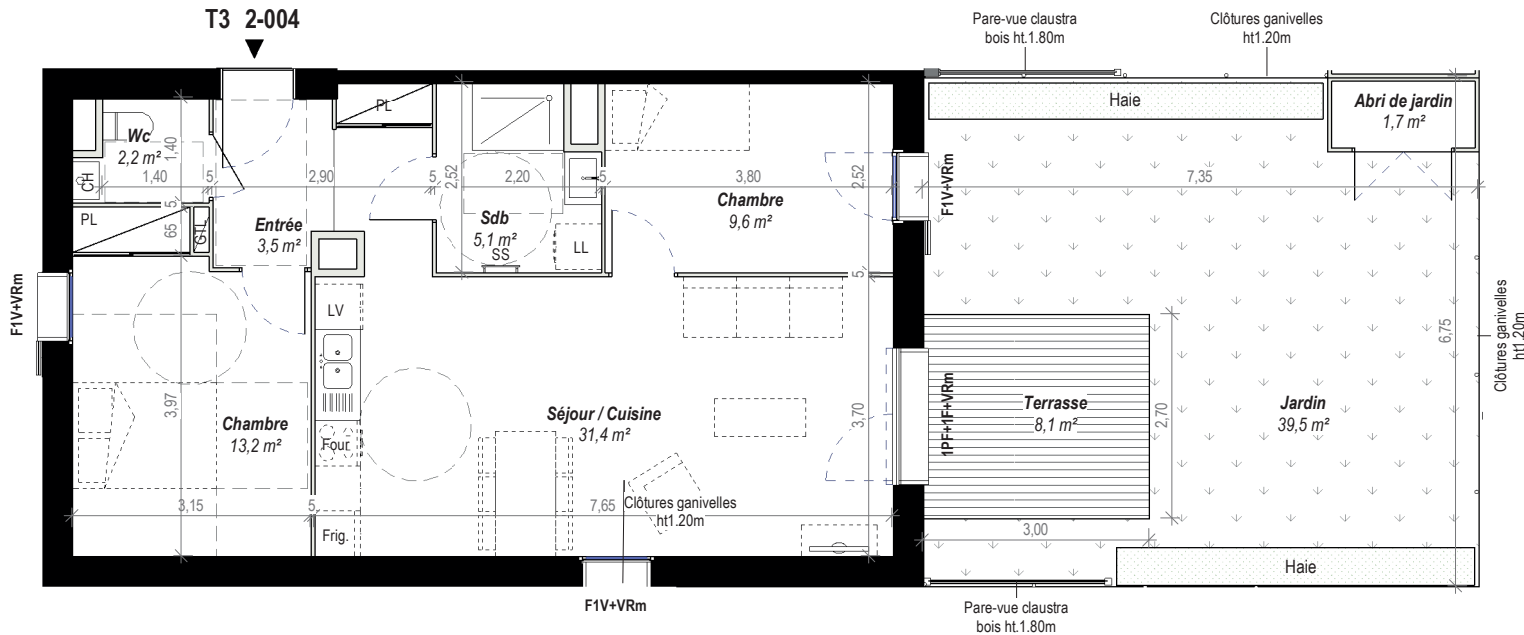 T3 2-004
Pare-vue claustra
bois ht.1.80m
Clôtures ganivelles
ht1.20m
Haie
Abri de jardin
1,7 m²
PL
Wc
2,2 m²
1,40
CH
1,40
5
2,90
5
2,52
2,20
5
3,80
2,52
7,35
Chambre
9,6 m²
F1V+VRm
PL
5
65
GTL
Entrée
3,5 m²
Sdb
5,1 m²
SS
LL
5
F1V+VRm
LV
6,75
Clôtures ganivelles
ht1.20m
3,97
Chambre
13,2 m²
Four
Séjour / Cuisine
31,4 m²
3,70
1PF+1F+VRm
Terrasse
8,1 m²
2,70
Jardin
39,5 m²
3,15
5
Clôtures ganivelles
ht1.20m
7,65
Frig.
3,00
Haie
F1V+VRm
Pare-vue claustra
bois ht.1.80m